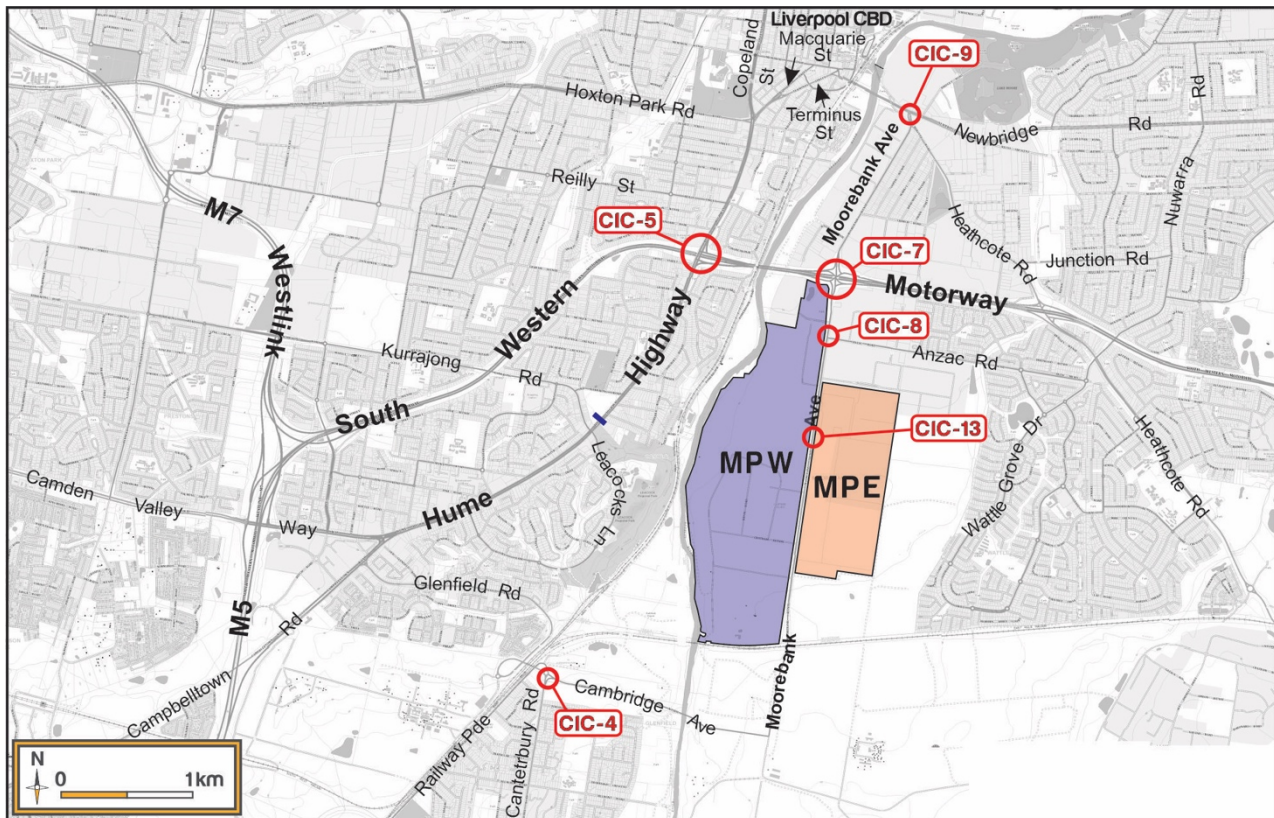 Liverpool CBD
Macquarie
St
Copeland
St
CIC-9
Hoxton Park Rd
Terminus
St
Newbridge
Rd
Moorebank Ave
Nuwarra
Rd
Reilly St
M7
Westlink
CIC-5
Heathcote Rd
Junction Rd
CIC-7
South
Western
Motorway
Highway
CIC-8
Anzac Rd
Kurrajong
Rd
Ave
CIC-13
MPW
MPE
Wattle Grove Dr
Heathcote Rd
Leacocks
Ln
Hume
Camden
Valley
Way
Glenfield Rd
M5
Campbelltown
Rd
Moorebank
CIC-4
Cambridge
Ave
Railway Pde
Cantetrbury Rd
N
0
1km